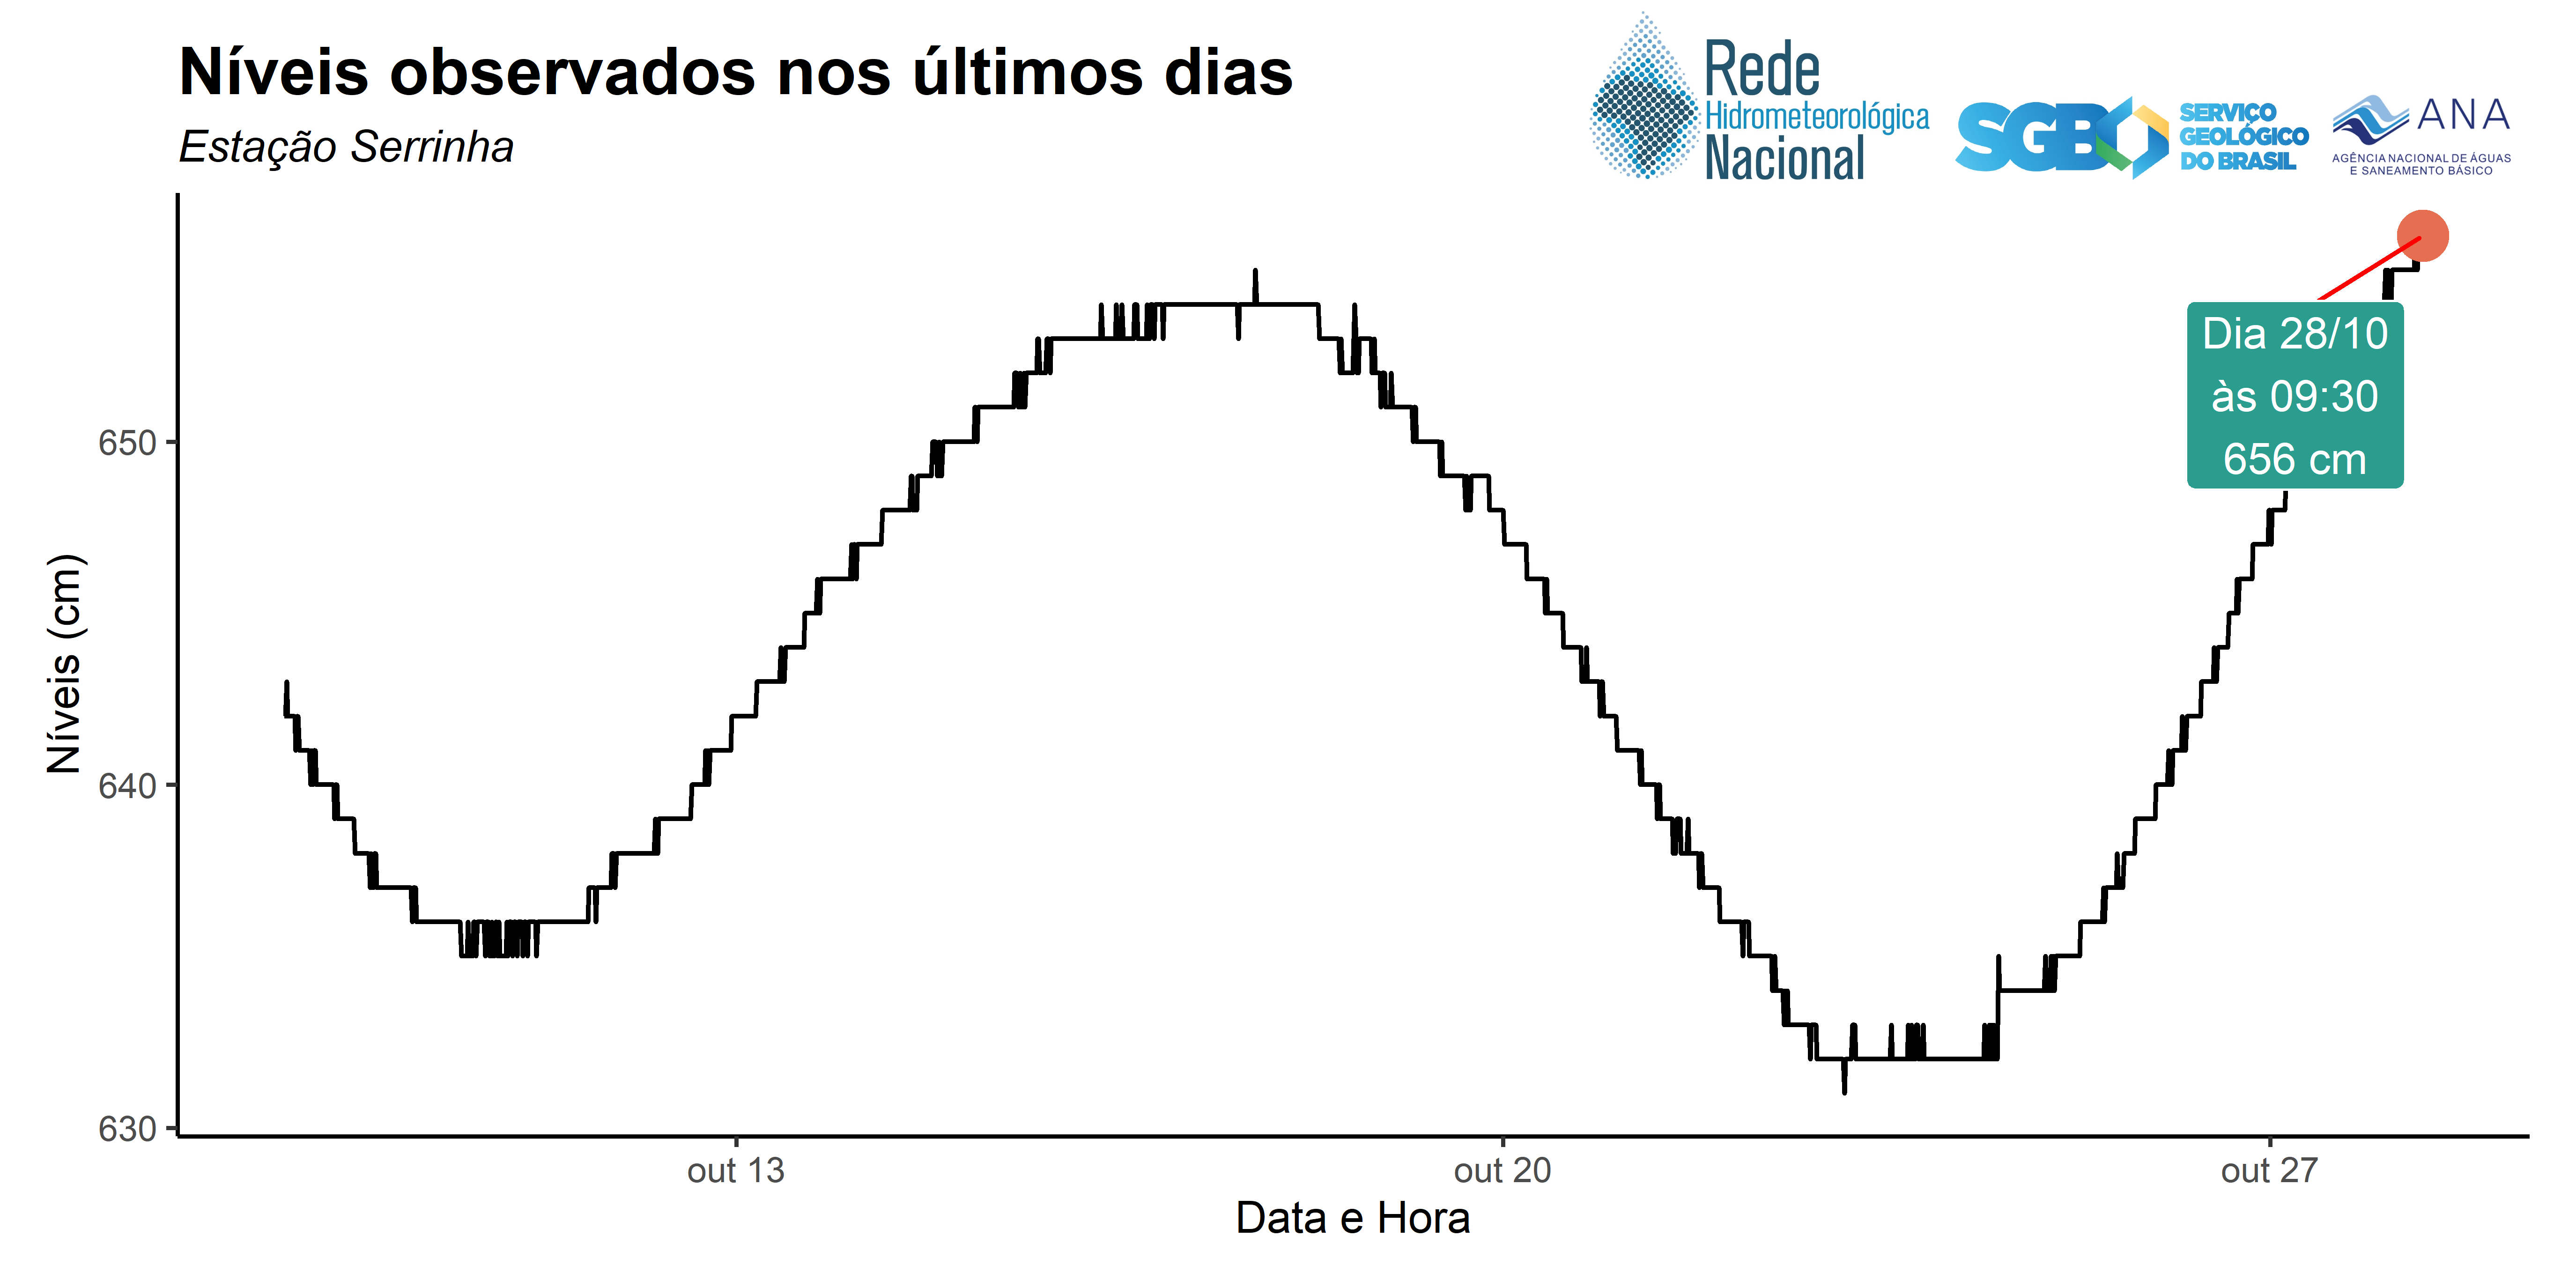 Níveis observados nos últimos dias
Estação Serrinha
Rede
Hidrometeorológica
Nacional
SGB
SERVIÇO
GEOLÓGICO
DO BRASIL
ANA
AGÊNCIA NACIONAL DE ÁGUAS
E SANEAMENTO BÁSICO
Dia 28/10
às 09:30
656 cm
Níveis (cm)
650
640
630
out 13
out 20
out 27
Data e Hora